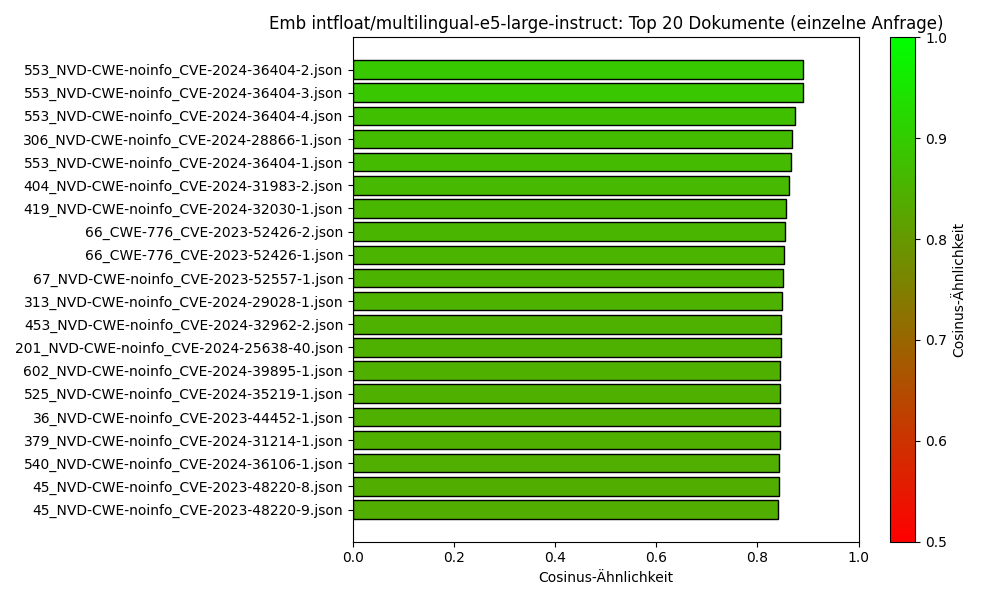 Emb intfloat/multilingual-e5-large-instruct: Top 20 Dokumente (einzelne Anfrage)
553_NVD-CWE-noinfo_CVE-2024-36404-2.json
553_NVD-CWE-noinfo_CVE-2024-36404-3.json
553_NVD-CWE-noinfo_CVE-2024-36404-4.json
306_NVD-CWE-noinfo_CVE-2024-28866-1.json
553_NVD-CWE-noinfo_CVE-2024-36404-1.json
404_NVD-CWE-noinfo_CVE-2024-31983-2.json
419_NVD-CWE-noinfo_CVE-2024-32030-1.json
66_CWE-776_CVE-2023-52426-2.json
66_CWE-776_CVE-2023-52426-1.json
67_NVD-CWE-noinfo_CVE-2023-52557-1.json
313_NVD-CWE-noinfo_CVE-2024-29028-1.json
453_NVD-CWE-noinfo_CVE-2024-32962-2.json
201_NVD-CWE-noinfo_CVE-2024-25638-40.json
602_NVD-CWE-noinfo_CVE-2024-39895-1.json
525_NVD-CWE-noinfo_CVE-2024-35219-1.json
36_NVD-CWE-noinfo_CVE-2023-44452-1.json
379_NVD-CWE-noinfo_CVE-2024-31214-1.json
540_NVD-CWE-noinfo_CVE-2024-36106-1.json
45_NVD-CWE-noinfo_CVE-2023-48220-8.json
45_NVD-CWE-noinfo_CVE-2023-48220-9.json
0.0 0.2 0.4 0.6 0.8 1.0
Cosinus-Ähnlichkeit
1.0
0.9
0.8
0.7
0.6
0.5
Cosinus-Ähnlichkeit